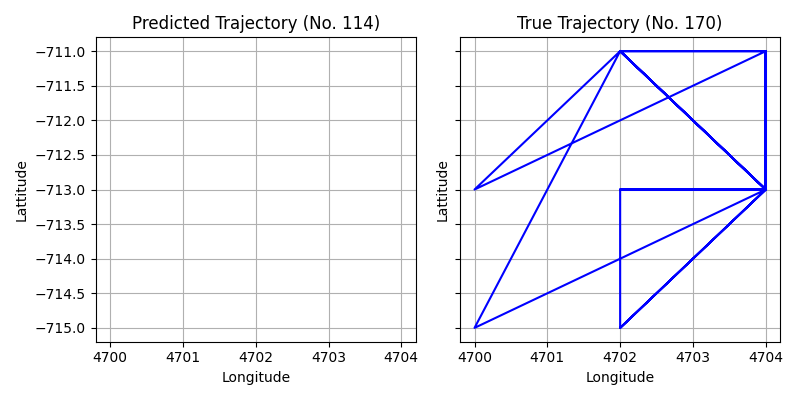 Predicted Trajectory (No. 114)
True Trajectory (No. 170)
Lattitude
−711.0
−711.5
−712.0
−712.5
−713.0
−713.5
−714.0
−714.5
−715.0
4700 4701 4702 4703 4704
Longitude
Lattitude
4700 4701 4702 4703 4704
Longitude